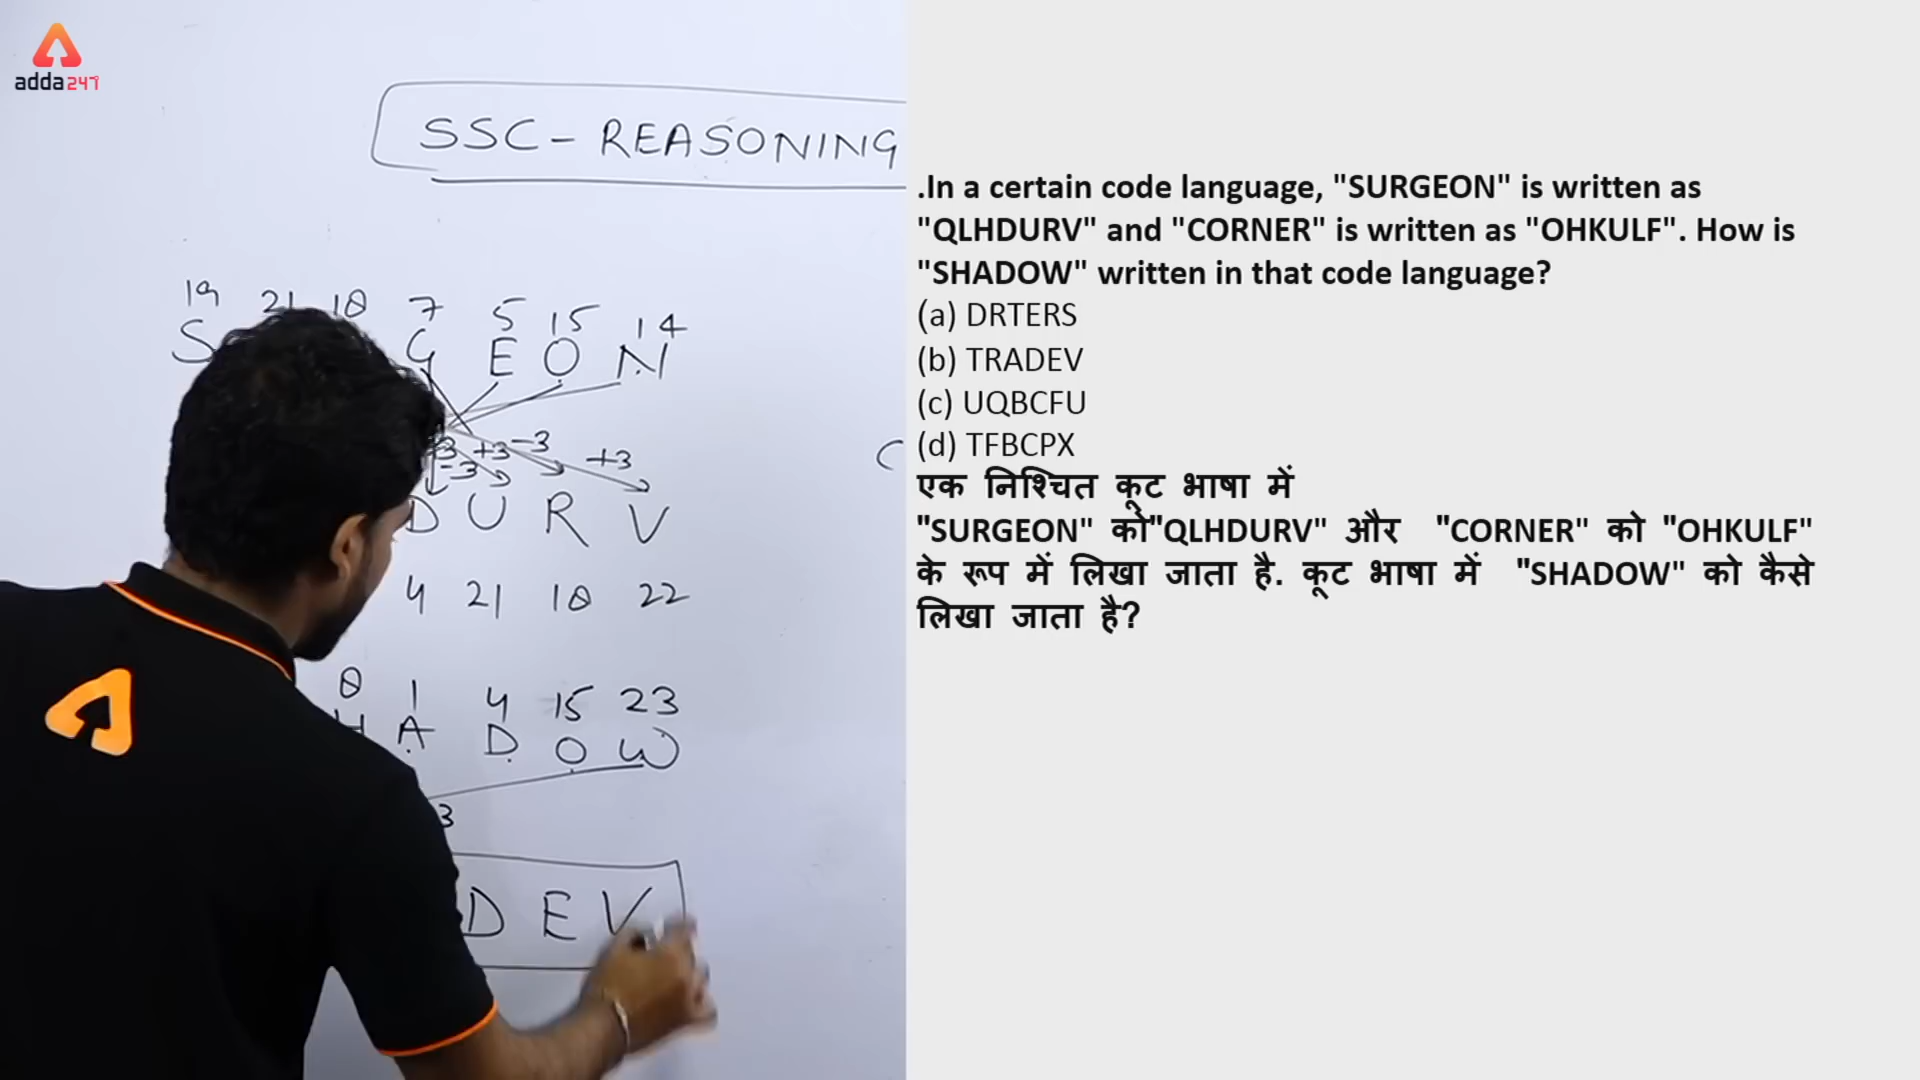 adda247
SSC - REASONING
.In a certain code language, "SURGEON" is written as
"QLHDURV" and "CORNER" is written as "OHKULF". How is
"SHADOW" written in that code language?
(a) DRTERS
(b) TRADEV
(c) UQBCFU
(d) TFBCPX
एक निश्चित कूट भाषा में
"SURGEON" को"QLHDURV" और "CORNER" को "OHKULF"
के रूप में लिखा जाता है. कूट भाषा में "SHADOW" को कैसे
लिखा जाता है?
19 21 18 7 5 15 14
S G E O N
-3 +3 -3 +3
D U R V
4 21 18 22
8 1 4 15 23
H A D O W
3
D E V